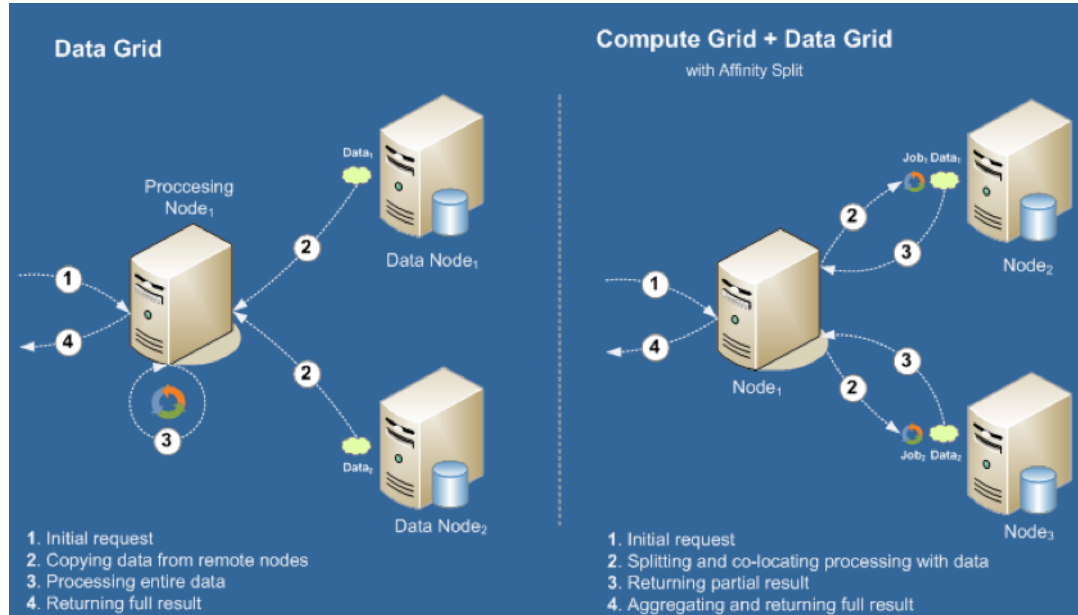 Data Grid
Data₁
Proccesing
Node₁
2
Data Node₁
1
4
2
3
Data₂
Data Node₂
1. Initial request
2. Copying data from remote nodes
3. Processing entire data
4. Returning full result
Compute Grid + Data Grid
with Affinity Split
Job₁ Data₁
2
3
Node₂
1
4
Node₁
3
2
Job₂ Data₂
Node₃
1. Initial request
2. Splitting and co-locating processing with data
3. Returning partial result
4. Aggregating and returning full result